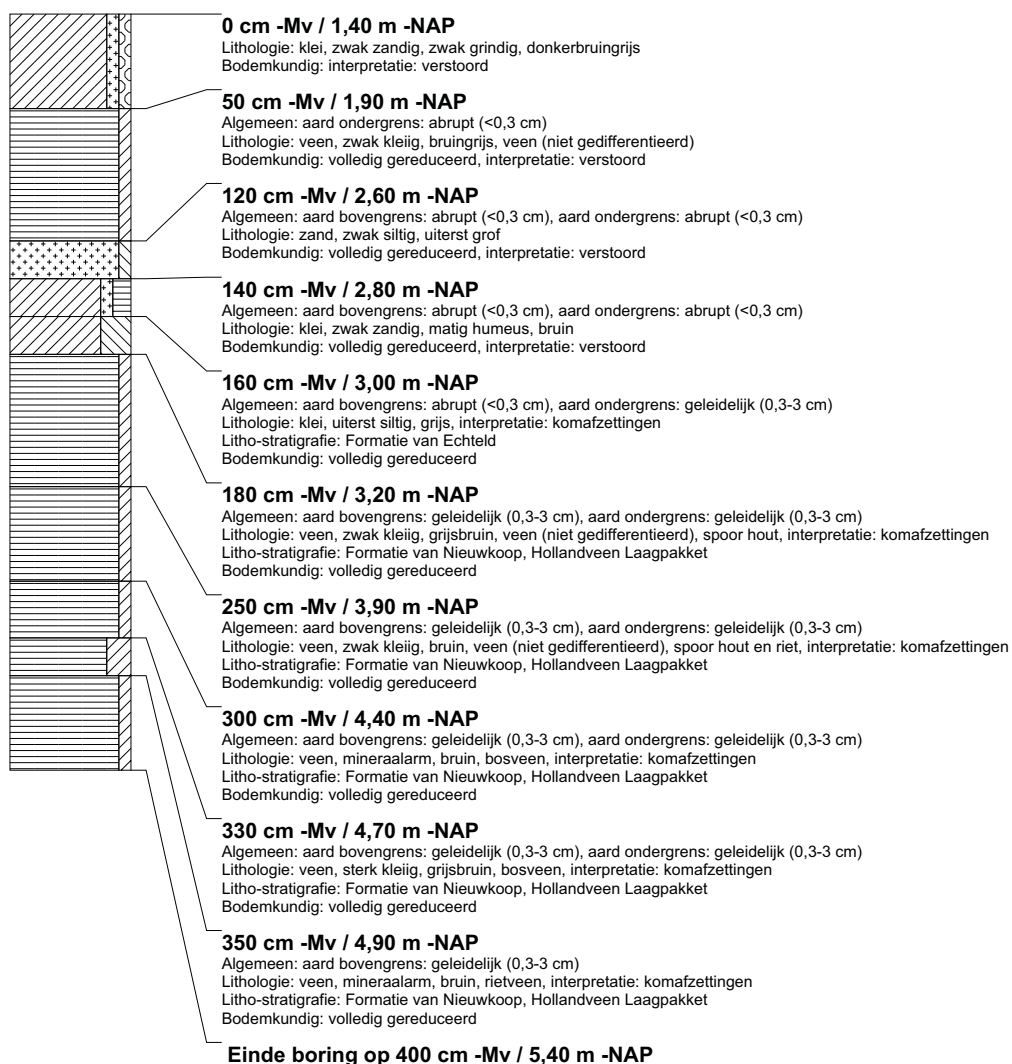 0 cm -Mv / 1,40 m -NAP
Lithologie: klei, zwak zandig, zwak grindig, donkerbruingrijs
Bodemkundig: interpretatie: verstoord
50 cm -Mv / 1,90 m -NAP
Algemeen: aard ondergrens: abrupt (<0,3 cm)
Lithologie: veen, zwak kleiig, bruingrijs, veen (niet gedifferentieerd)
Bodemkundig: volledig gereduceerd, interpretatie: verstoord
120 cm -Mv / 2,60 m -NAP
Algemeen: aard bovengrens: abrupt (<0,3 cm), aard ondergrens: abrupt (<0,3 cm)
Lithologie: zand, zwak siltig, uiterst grof
Bodemkundig: volledig gereduceerd, interpretatie: verstoord
140 cm -Mv / 2,80 m -NAP
Algemeen: aard bovengrens: abrupt (<0,3 cm), aard ondergrens: abrupt (<0,3 cm)
Lithologie: klei, zwak zandig, matig humeus, bruin
Bodemkundig: volledig gereduceerd, interpretatie: verstoord
160 cm -Mv / 3,00 m -NAP
Algemeen: aard bovengrens: abrupt (<0,3 cm), aard ondergrens: geleidelijk (0,3-3 cm)
Lithologie: klei, uiterst siltig, grijs, interpretatie: komafzettingen
Litho-stratigrafie: Formatie van Echteld
Bodemkundig: volledig gereduceerd
180 cm -Mv / 3,20 m -NAP
Algemeen: aard bovengrens: geleidelijk (0,3-3 cm), aard ondergrens: geleidelijk (0,3-3 cm)
Lithologie: veen, zwak kleiig, grijsbruin, veen (niet gedifferentieerd), spoor hout, interpretatie: komafzettingen
Litho-stratigrafie: Formatie van Nieuwkoop, Hollandveen Laagpakket
Bodemkundig: volledig gereduceerd
250 cm -Mv / 3,90 m -NAP
Algemeen: aard bovengrens: geleidelijk (0,3-3 cm), aard ondergrens: geleidelijk (0,3-3 cm)
Lithologie: veen, zwak kleiig, bruin, veen (niet gedifferentieerd), spoor hout en riet, interpretatie: komafzettingen
Litho-stratigrafie: Formatie van Nieuwkoop, Hollandveen Laagpakket
Bodemkundig: volledig gereduceerd
300 cm -Mv / 4,40 m -NAP
Algemeen: aard bovengrens: geleidelijk (0,3-3 cm), aard ondergrens: geleidelijk (0,3-3 cm)
Lithologie: veen, mineraalarm, bruin, bosveen, interpretatie: komafzettingen
Litho-stratigrafie: Formatie van Nieuwkoop, Hollandveen Laagpakket
Bodemkundig: volledig gereduceerd
330 cm -Mv / 4,70 m -NAP
Algemeen: aard bovengrens: geleidelijk (0,3-3 cm), aard ondergrens: geleidelijk (0,3-3 cm)
Lithologie: veen, sterk kleiig, grijsbruin, bosveen, interpretatie: komafzettingen
Litho-stratigrafie: Formatie van Nieuwkoop, Hollandveen Laagpakket
Bodemkundig: volledig gereduceerd
350 cm -Mv / 4,90 m -NAP
Algemeen: aard bovengrens: geleidelijk (0,3-3 cm)
Lithologie: veen, mineraalarm, bruin, rietveen, interpretatie: komafzettingen
Litho-stratigrafie: Formatie van Nieuwkoop, Hollandveen Laagpakket
Bodemkundig: volledig gereduceerd
Einde boring op 400 cm -Mv / 5,40 m -NAP